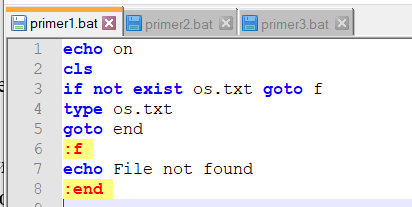 primer1.bat primer2.bat primer3.bat
1 echo on
2 cls
3 if not exist os.txt goto f
4 type os.txt
5 goto end
6 :f
7 echo File not found
8 :end